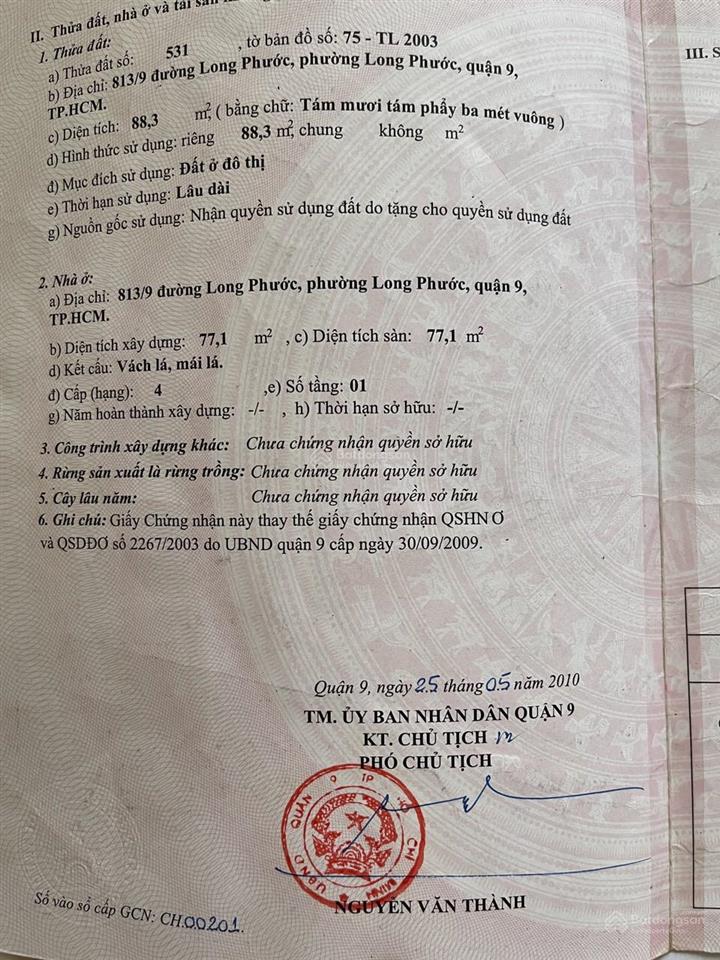 II. Thửa đất, nhà ở và tài sản
1. Thửa đất:
a) Thửa đất số: 531 , tờ bản đồ số: 75 - TL 2003
b) Địa chỉ: 813/9 đường Long Phước, phường Long Phước, quận 9,
TP.HCM.
c) Diện tích: 88,3 m², ( bằng chữ: Tám mươi tám phẩy ba mét vuông )
d) Hình thức sử dụng: riêng 88,3 m², chung không m²
đ) Mục đích sử dụng: Đất ở đô thị
e) Thời hạn sử dụng: Lâu dài
g) Nguồn gốc sử dụng: Nhận quyền sử dụng đất do tặng cho quyền sử dụng đất
2. Nhà ở:
a) Địa chỉ: 813/9 đường Long Phước, phường Long Phước, quận 9,
TP.HCM.
b) Diện tích xây dựng: 77,1 m² , c) Diện tích sàn: 77,1 m²
d) Kết cấu: Vách lá, mái lá.
đ) Cấp (hạng): 4 ,e) Số tầng: 01
g) Năm hoàn thành xây dựng: -/- , h) Thời hạn sở hữu: -/-
3. Công trình xây dựng khác: Chưa chứng nhận quyền sở hữu
4. Rừng sản xuất là rừng trồng: Chưa chứng nhận quyền sở hữu
5. Cây lâu năm: Chưa chứng nhận quyền sở hữu
6. Ghi chú: Giấy Chứng nhận này thay thế giấy chứng nhận QSHN Ơ
và QSDĐƠ số 2267/2003 do UBND quận 9 cấp ngày 30/09/2009.
Quận 9, ngày 25 tháng 05 năm 2010
TM. ỦY BAN NHÂN DÂN QUẬN 9
KT. CHỦ TỊCH
PHÓ CHỦ TỊCH
UBND QUẬN 9 TP HỒ CHÍ MINH
NGUYỄN VĂN THÀNH
Số vào sổ cấp GCN: CH.00201.
III. S
Batdongsan